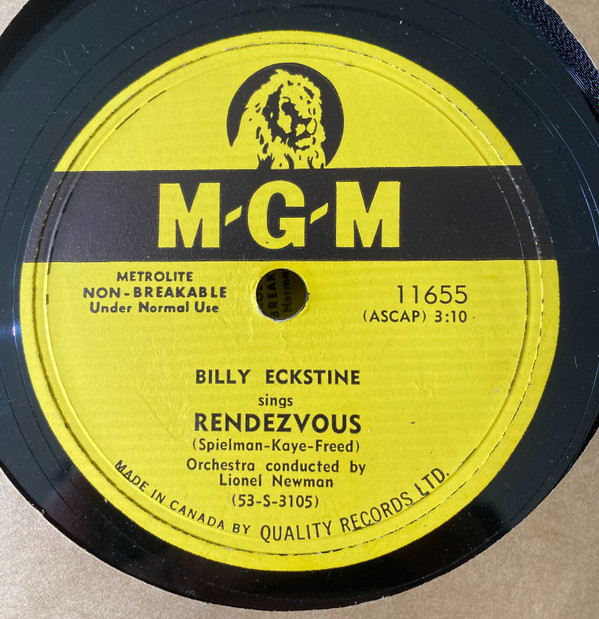 M-G-M
METROLITE
NON-BREAKABLE
Under Normal Use
11655
(ASCAP) 3:10
BILLY ECKSTINE
sings
RENDEZVOUS
(Spielman-Kaye-Freed)
Orchestra conducted by
Lionel Newman
(53-S-3105)
MADE IN CANADA BY QUALITY RECORDS LTD.